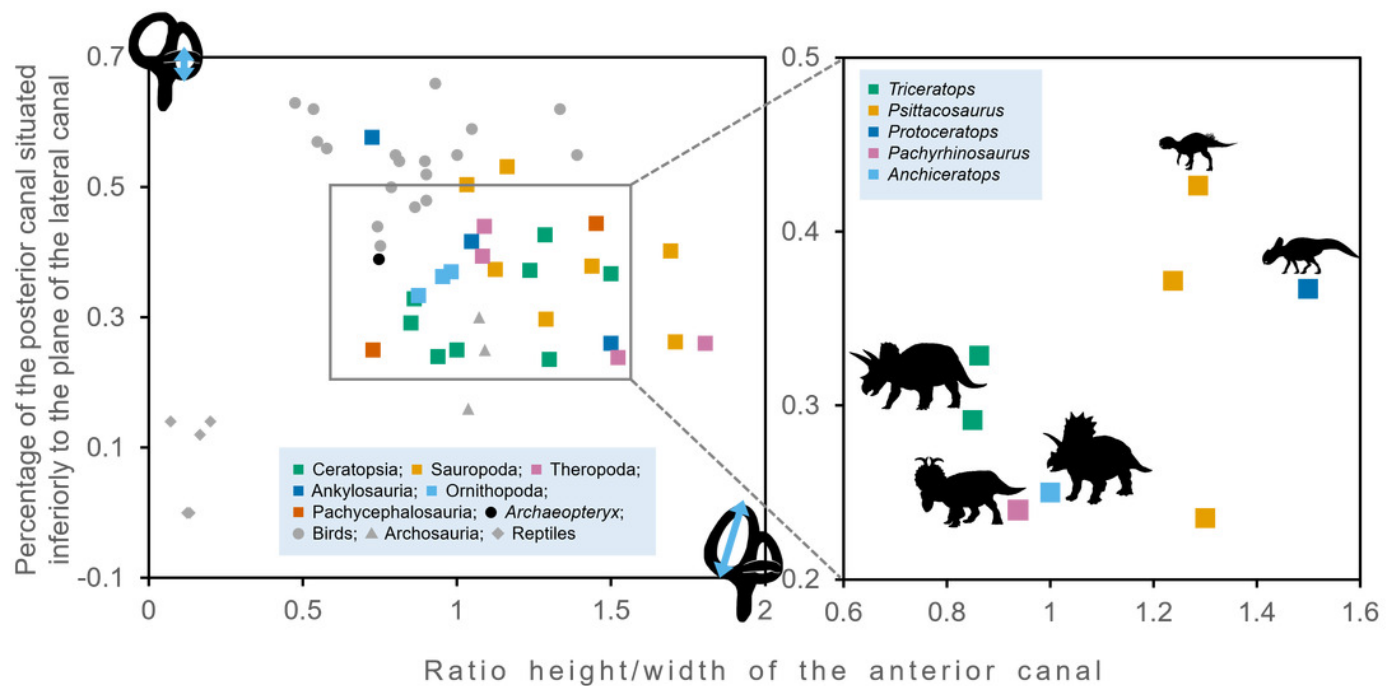 Percentage of the posterior canal situated
inferiorly to the plane of the lateral canal
0.7
0.5
0.3
0.1
-0.1
0
0.5
1
1.5
2
Ceratopsia; Sauropoda; Theropoda;
Ankylosauria; Ornithopoda;
Pachycephalosauria; Archaeopteryx;
Birds; Archosauria; Reptiles
0.5
0.4
0.3
0.2
0.6
0.8
1
1.2
1.4
1.6
Triceratops
Psittacosaurus
Protoceratops
Pachyrhinosaurus
Anchiceratops
Ratio height/width of the anterior canal